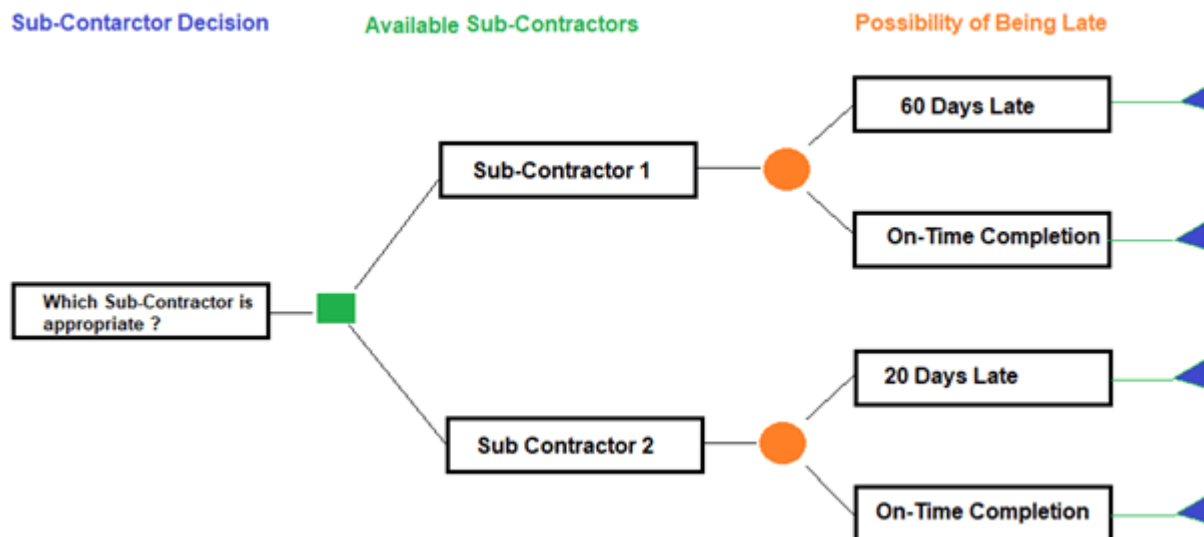 Sub-Contarctor Decision
Available Sub-Contractors
Possibility of Being Late
60 Days Late
Sub-Contractor 1
On-Time Completion
Which Sub-Contractor is
appropriate ?
20 Days Late
Sub Contractor 2
On-Time Completion